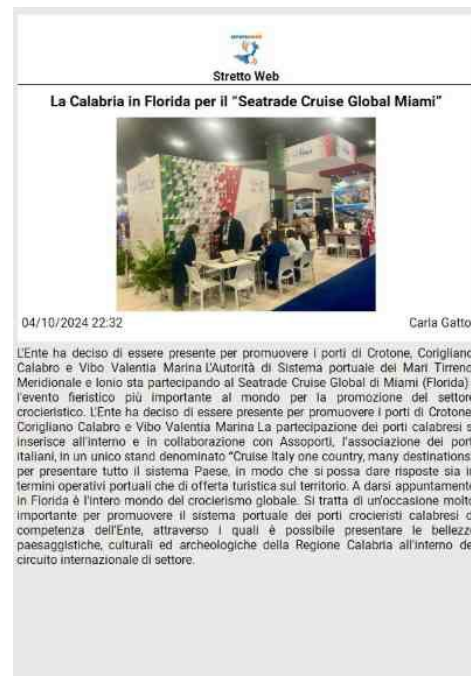 Stretto Web
La Calabria in Florida per il “Seatrade Cruise Global Miami”
04/10/2024 22:32
Carla Gatto
L'Ente ha deciso di essere presente per promuovere i porti di Crotone, Corigliano
Calabro e Vibo Valentia Marina L'Autorità di Sistema portuale dei Mari Tirreno
Meridionale e Ionio sta partecipando al Seatrade Cruise Global di Miami (Florida)
l'evento fieristico più importante al mondo per la promozione del settore
crocieristico. L'Ente ha deciso di essere presente per promuovere i porti di Crotone
Corigliano Calabro e Vibo Valentia Marina La partecipazione dei porti calabresi s
inserisce all'interno e in collaborazione con Assoporti, l'associazione dei port
italiani, in un unico stand denominato “Cruise Italy one country, many destinations
per presentare tutto il sistema Paese, in modo che si possa dare risposte sia i
termini operativi portuali che di offerta turistica sul territorio. A darsi appuntament
in Florida è l'intero mondo del crocierismo globale. Si tratta di un'occasione molt
importante per promuovere il sistema portuale dei porti crocieristi calabresi d
competenza dell'Ente, attraverso i quali è possibile presentare le bellezz
paesaggistiche, culturali ed archeologiche della Regione Calabria all'interno de
circuito internazionale di settore.